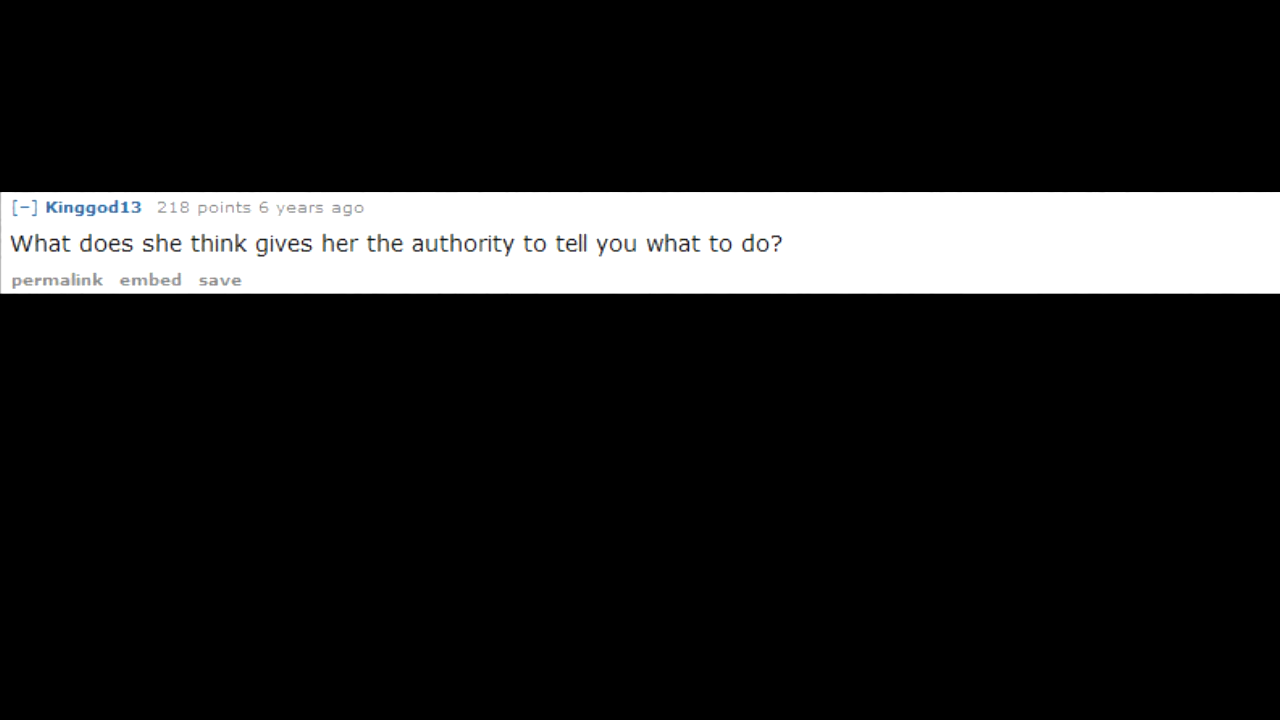 [−] Kinggod13 218 points 6 years ago
What does she think gives her the authority to tell you what to do?
permalink embed save